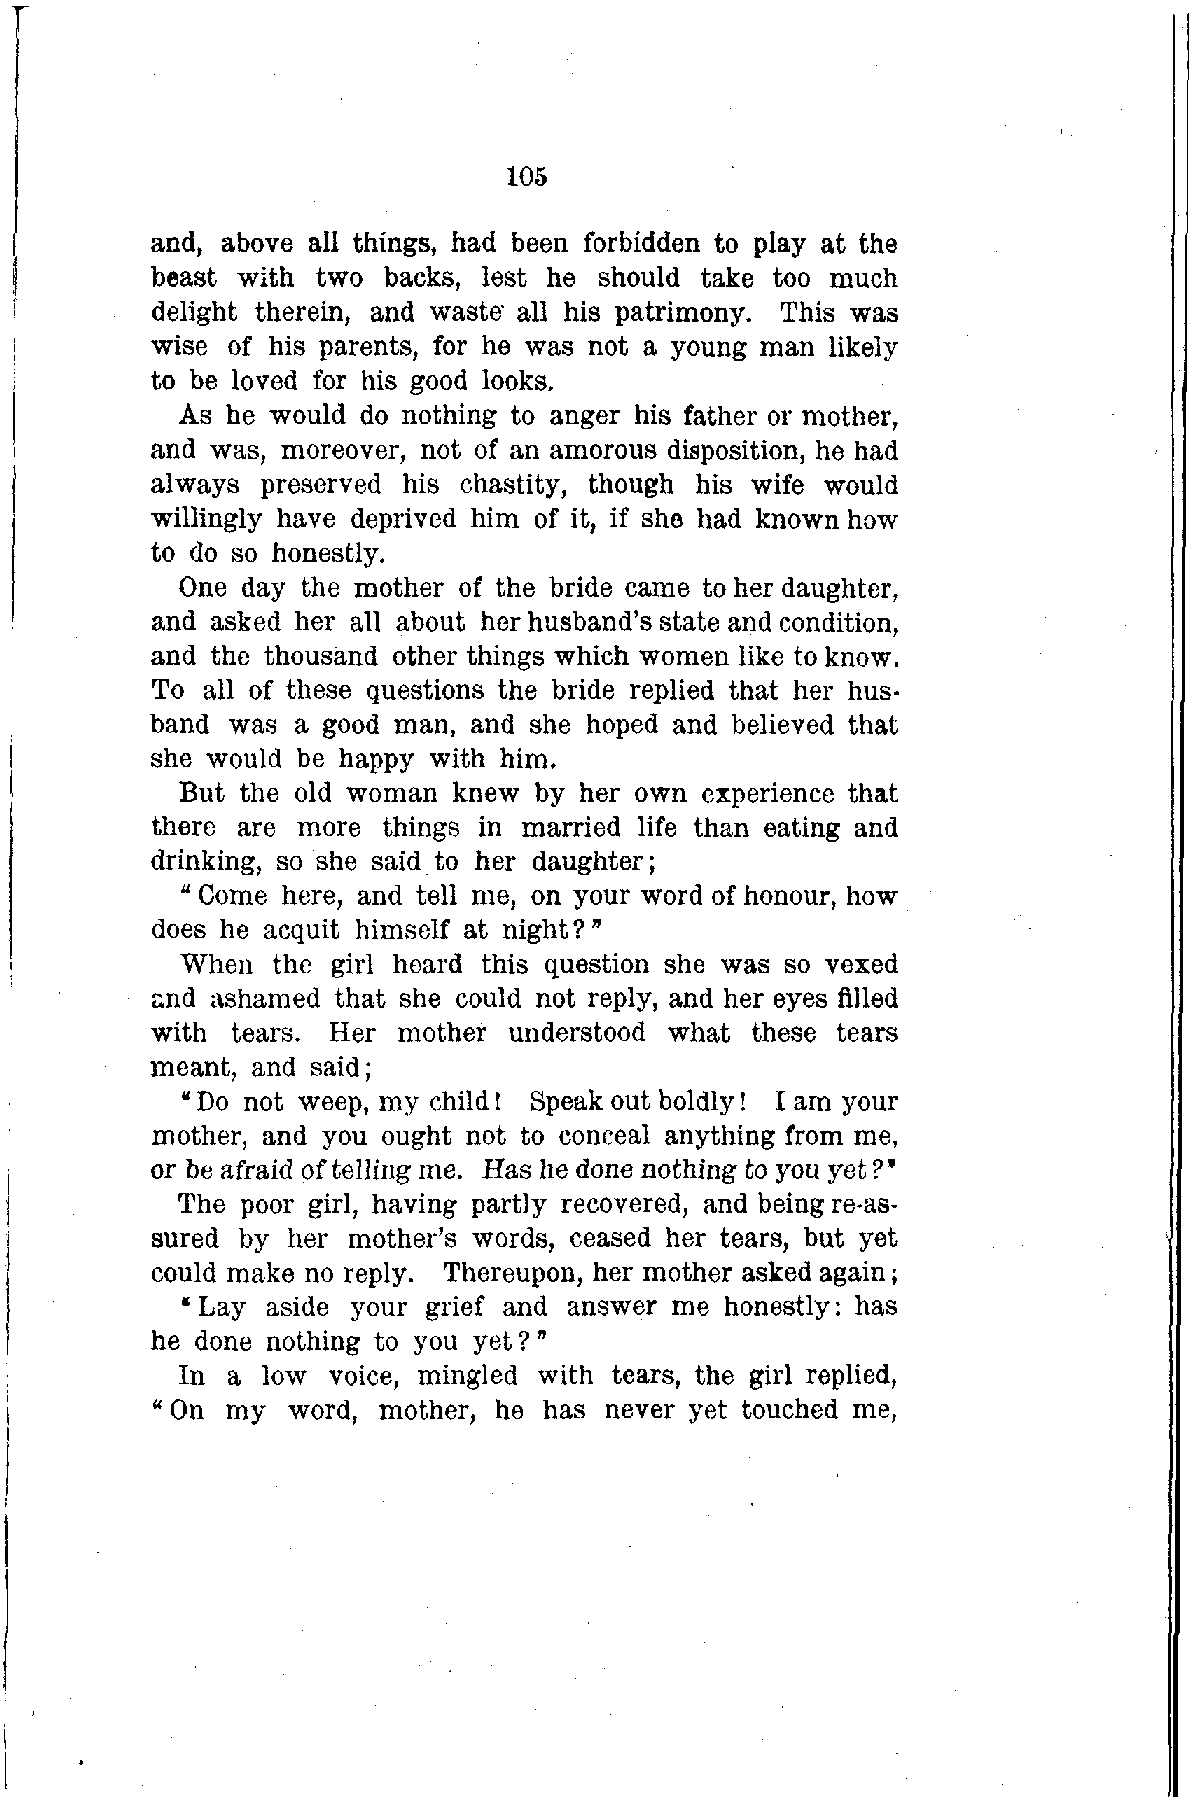 105
and, above all things, had been forbidden to play at the
beast with two backs, lest he should take too much
delight therein, and waste all his patrimony. This was
wise of his parents, for he was not a young man likely
to be loved for his good looks.
As he would do nothing to anger his father or mother,
and was, moreover, not of an amorous disposition, he had
always preserved his chastity, though his wife would
willingly have deprived him of it, if she had known how
to do so honestly.
One day the mother of the bride came to her daughter,
and asked her all about her husband's state and condition,
and the thousand other things which women like to know.
To all of these questions the bride replied that her hus-
band was a good man, and she hoped and believed that
she would be happy with him.
But the old woman knew by her own experience that
there are more things in married life than eating and
drinking, so she said to her daughter;
"Come here, and tell me, on your word of honour, how
does he acquit himself at night?"
When the girl heard this question she was so vexed
and ashamed that she could not reply, and her eyes filled
with tears. Her mother understood what these tears
meant, and said;
"Do not weep, my child! Speak out boldly! I am your
mother, and you ought not to conceal anything from me,
or be afraid of telling me. Has he done nothing to you yet?"
The poor girl, having partly recovered, and being re-as-
sured by her mother's words, ceased her tears, but yet
could make no reply. Thereupon, her mother asked again;
"Lay aside your grief and answer me honestly: has
he done nothing to you yet?"
In a low voice, mingled with tears, the girl replied,
"On my word, mother, he has never yet touched me,